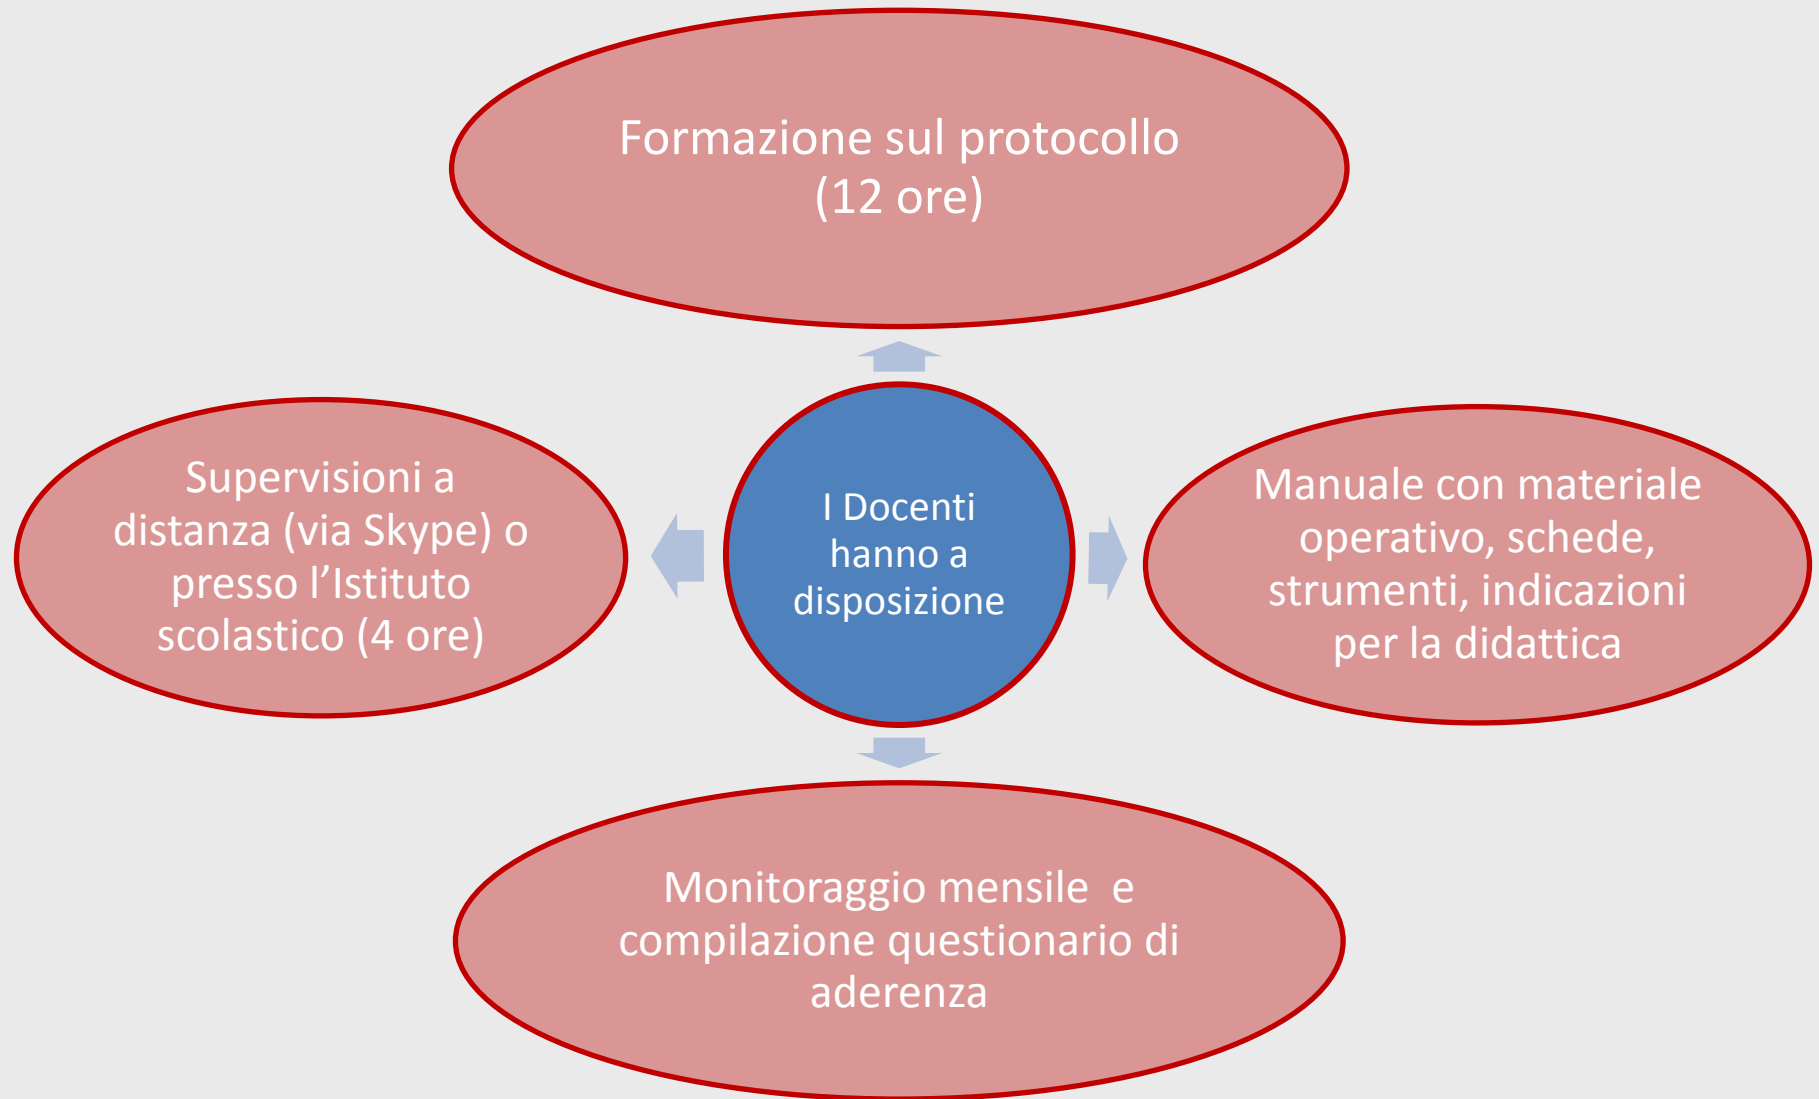 Formazione sul protocollo
(12 ore)
Supervisioni a
distanza (via Skype) o
presso l’Istituto
scolastico (4 ore)
I Docenti
hanno a
disposizione
Manuale con materiale
operativo, schede,
strumenti, indicazioni
per la didattica
Monitoraggio mensile  e
compilazione questionario di
aderenza